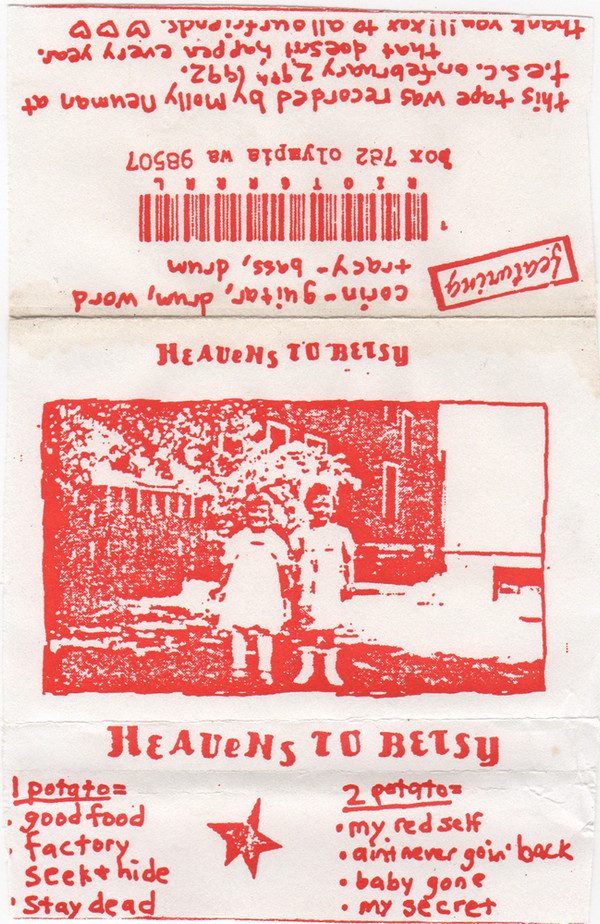 featuring
corin-guitar, drum, word
tracy- bass, drum
RIOT GRRRL
box olympia wa 98507
this tape was recorded by Molly Neuman at
t.e.s.c. on february 29th 1992.
that doesn't happen every year.
thank you!!! xox to all our friends. ♡♡♡
HEAVENS TO BETSY
HEAVENS TO BETSY
1 potato=
• good food
• factory
• seek + hide
• stay dead
2 potato=
• my red self
• ain't never goin' back
• baby gone
• my secret